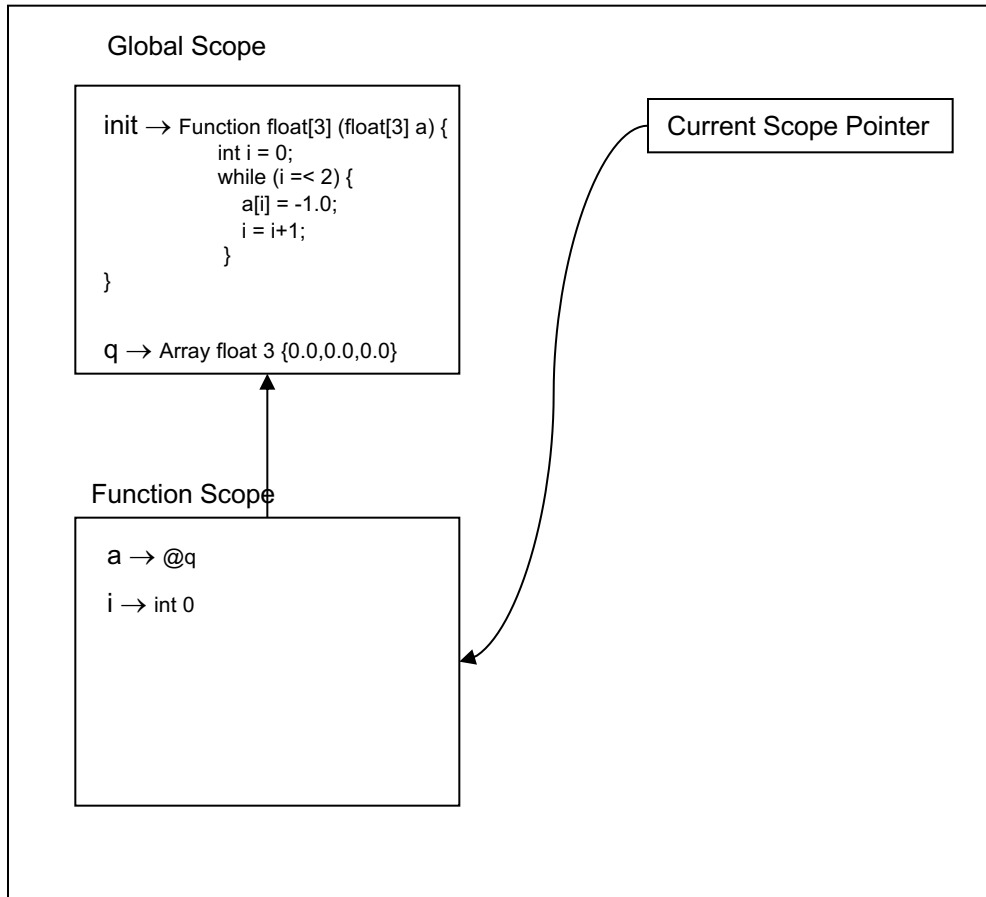 Global Scope
init → Function float[3] (float[3] a) {
int i = 0;
while (i =< 2) {
a[i] = -1.0;
i = i+1;
}
}
q → Array float 3 {0.0,0.0,0.0}
Current Scope Pointer
Function Scope
a → @q
i → int 0